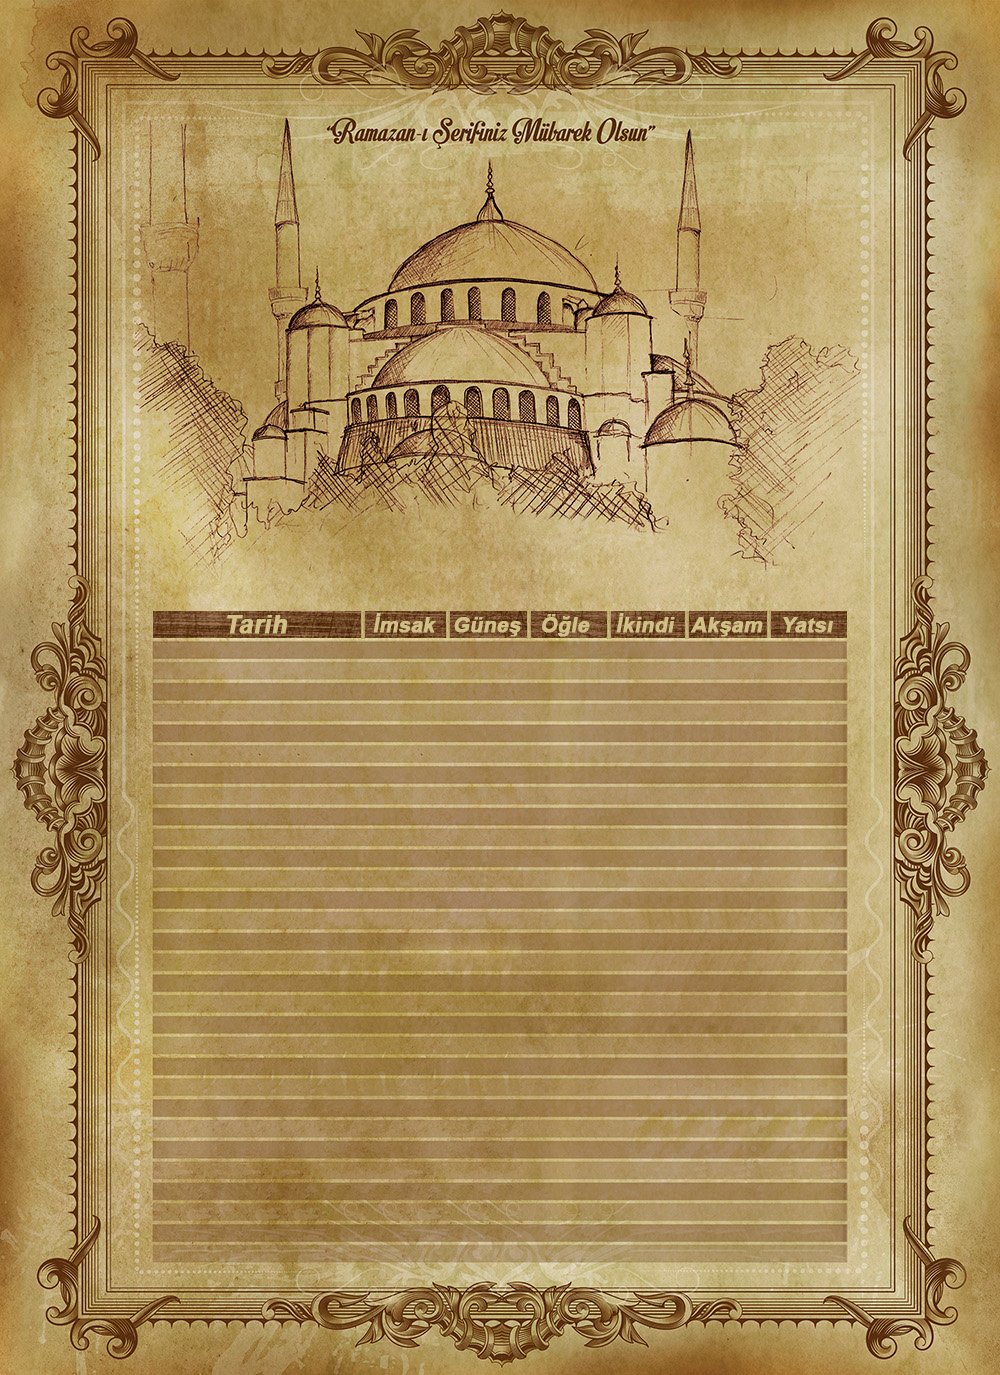 "Ramazan-ı Şerifiniz Mübarek Olsun"
Tarih İmsak Güneş Öğle İkindi Akşam Yatsı